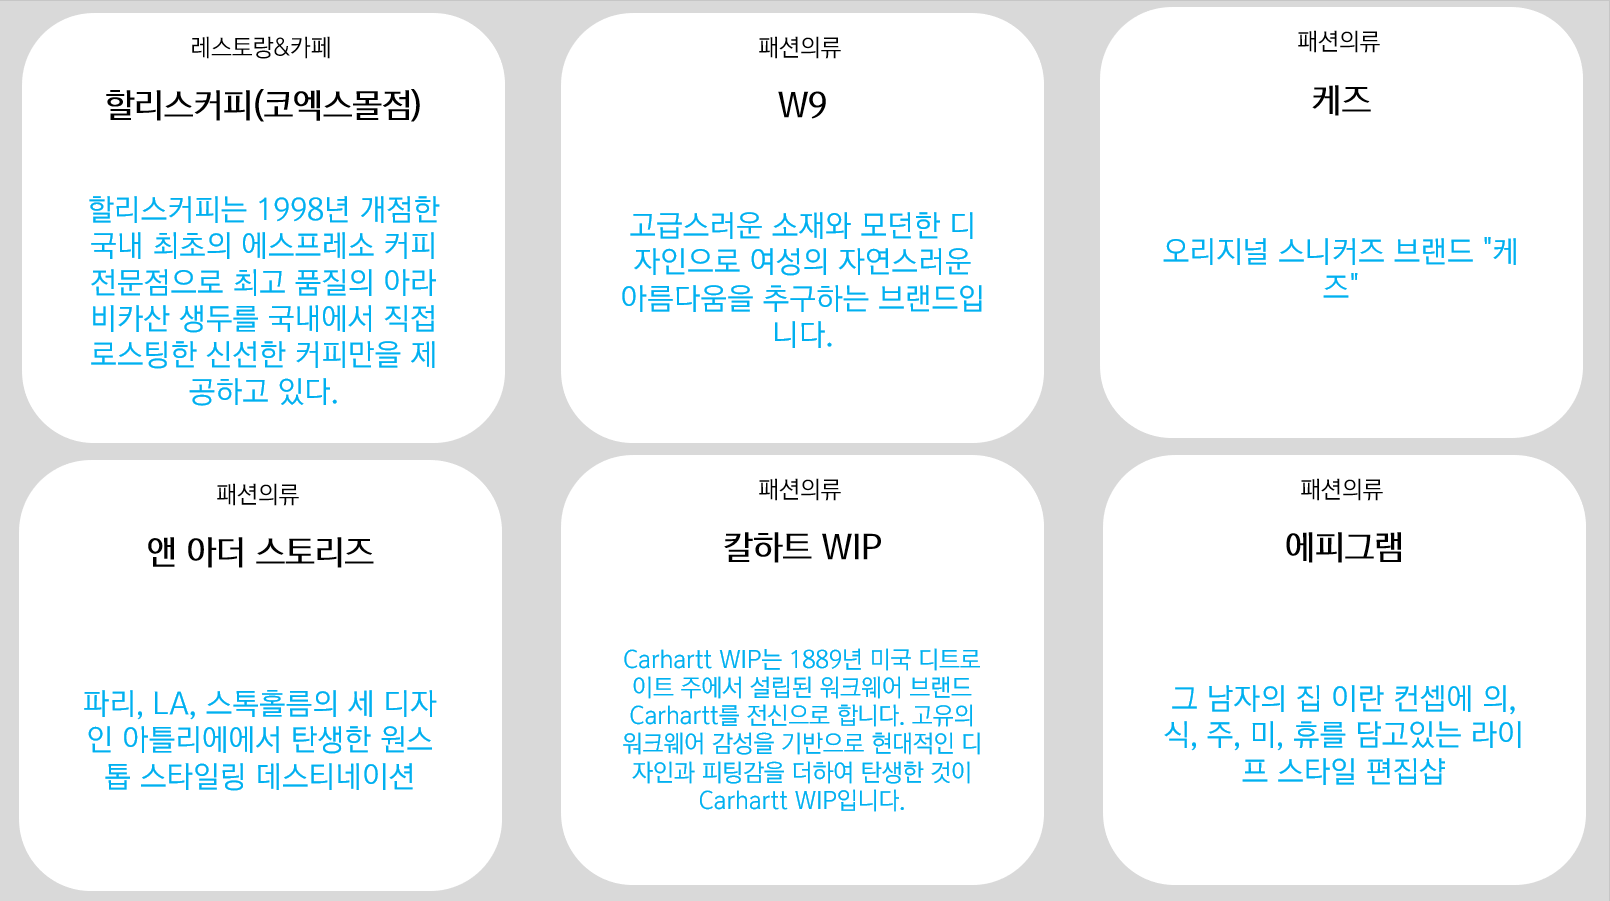 레스토랑&카페
할리스커피(코엑스몰점)
할리스커피는 1998년 개점한
국내 최초의 에스프레소 커피
전문점으로 최고 품질의 아라
비카산 생두를 국내에서 직접
로스팅한 신선한 커피만을 제
공하고 있다.
패션의류
W9
고급스러운 소재와 모던한 디
자인으로 여성의 자연스러운
아름다움을 추구하는 브랜드입
니다.
패션의류
케즈
오리지널 스니커즈 브랜드 "케
즈"
패션의류
앤 아더 스토리즈
파리, LA, 스톡홀름의 세 디자
인 아틀리에에서 탄생한 원스
톱 스타일링 데스티네이션
패션의류
칼하트 WIP
Carhartt WIP는 1889년 미국 디트로
이트 주에서 설립된 워크웨어 브랜드
Carhartt를 전신으로 합니다. 고유의
워크웨어 감성을 기반으로 현대적인 디
자인과 피팅감을 더하여 탄생한 것이
Carhartt WIP입니다.
패션의류
에피그램
그 남자의 집 이란 컨셉에 의,
식, 주, 미, 휴를 담고있는 라이
프 스타일 편집샵